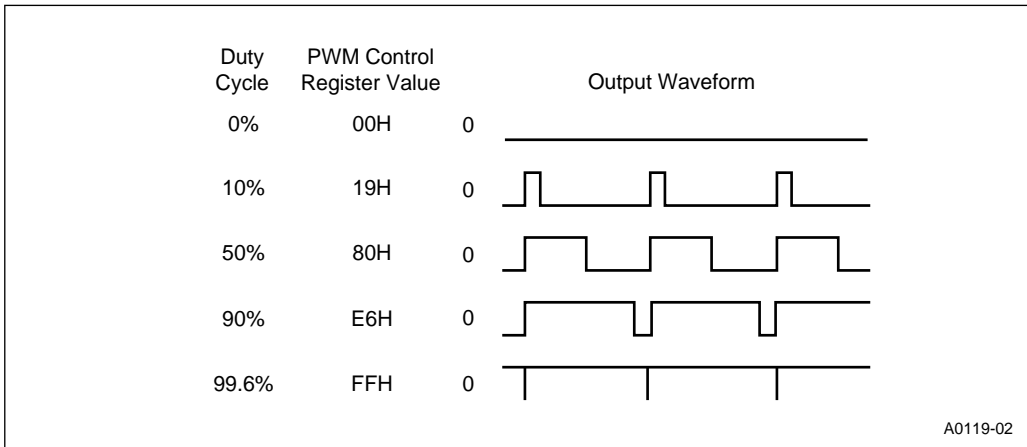 Duty Cycle PWM Control Register Value Output Waveform
0% 00H 0
10% 19H 0
50% 80H 0
90% E6H 0
99.6% FFH 0
A0119-02